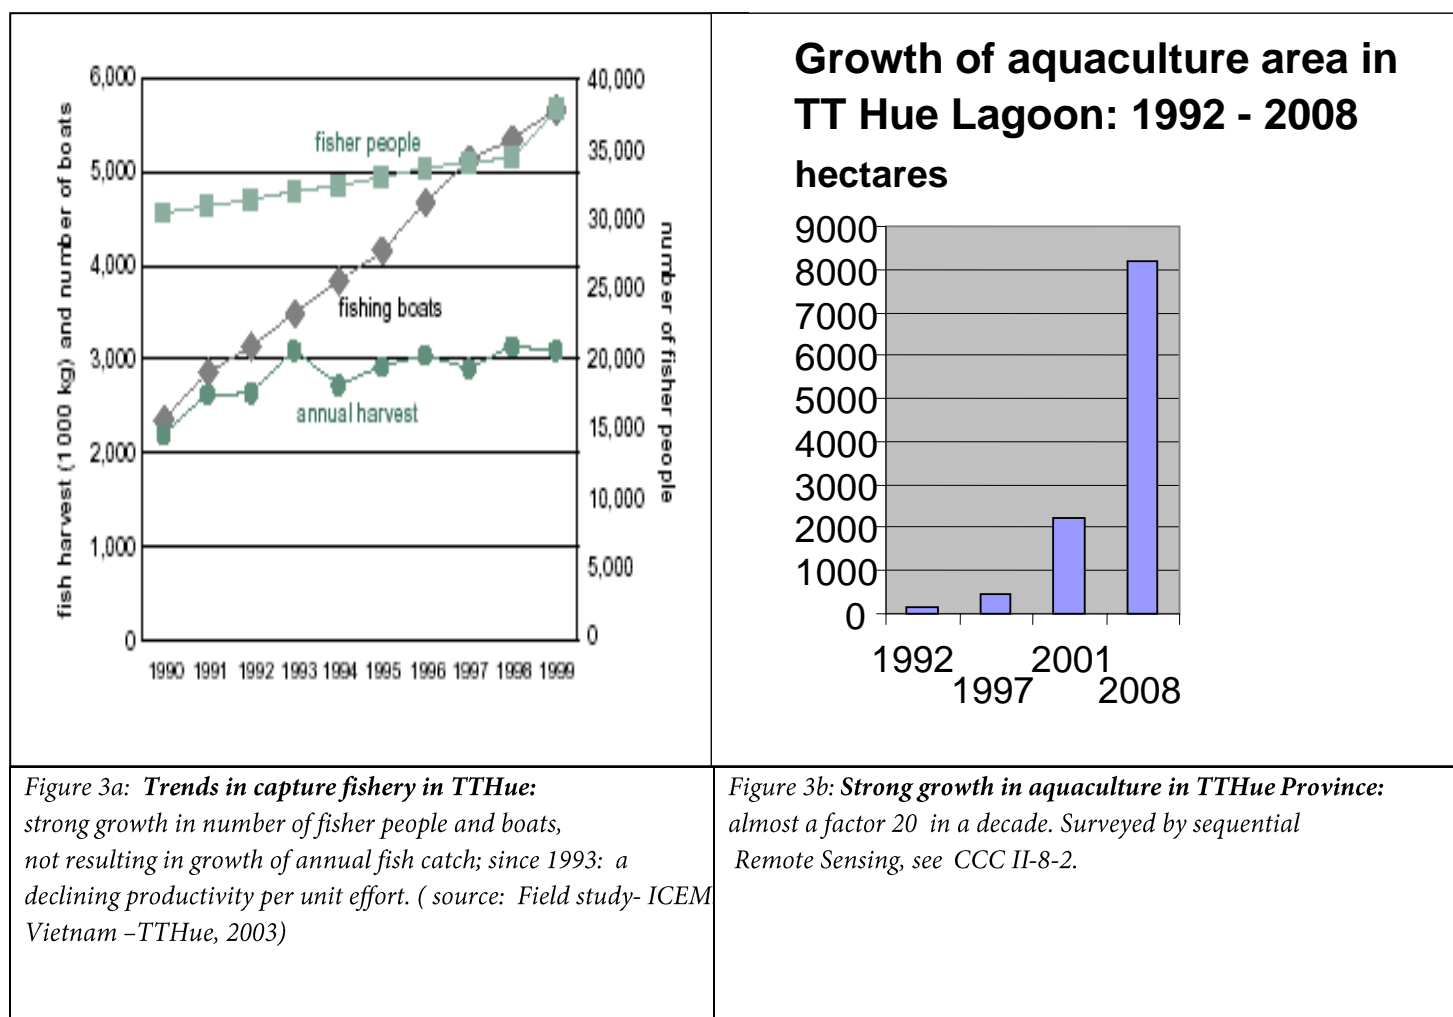 6,000
5,000
4,000
3,000
2,000
1,000
0
fish harvest (1000 kg) and number of boats
fisher people
fishing boats
annual harvest
40,000
35,000
30,000
25,000
20,000
15,000
10,000
5,000
0
number of fisher people
1990 1991 1992 1993 1994 1995 1996 1997 1998 1999
Growth of aquaculture area in
TT Hue Lagoon: 1992 - 2008
hectares
9000
8000
7000
6000
5000
4000
3000
2000
1000
0
1992 2001
1997 2008
Figure 3a: Trends in capture fishery in TTHue:
strong growth in number of fisher people and boats,
not resulting in growth of annual fish catch; since 1993: a
declining productivity per unit effort. ( source: Field study- ICEM
Vietnam –TTHue, 2003)
Figure 3b: Strong growth in aquaculture in TTHue Province:
almost a factor 20 in a decade. Surveyed by sequential
Remote Sensing, see CCC II-8-2.